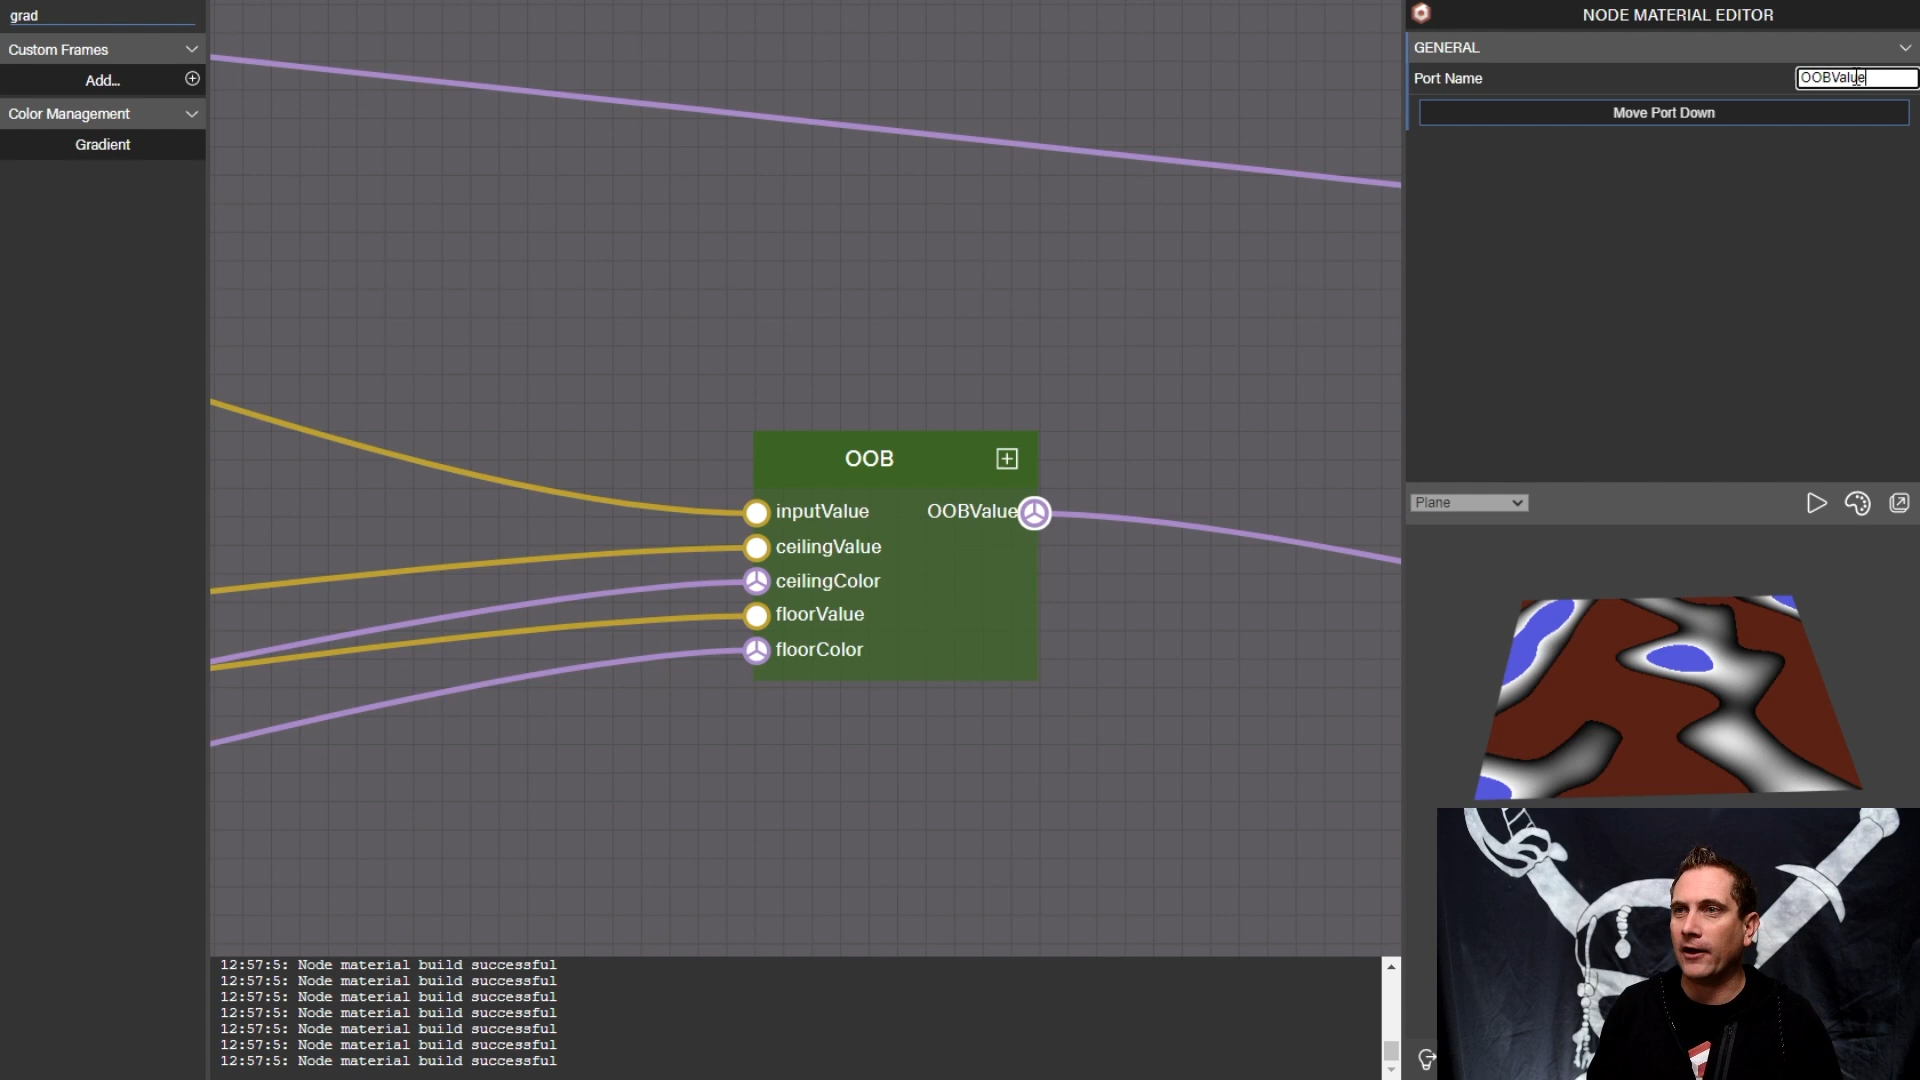 grad
Custom Frames
Add...
Color Management
Gradient
OOB
inputValue
OOBValue
ceilingValue
ceilingColor
floorValue
floorColor
12:57:5: Node material build successful
12:57:5: Node material build successful
12:57:5: Node material build successful
12:57:5: Node material build successful
12:57:5: Node material build successful
12:57:5: Node material build successful
12:57:5: Node material build successful
NODE MATERIAL EDITOR
GENERAL
Port Name
OOBValue
Move Port Down
Plane